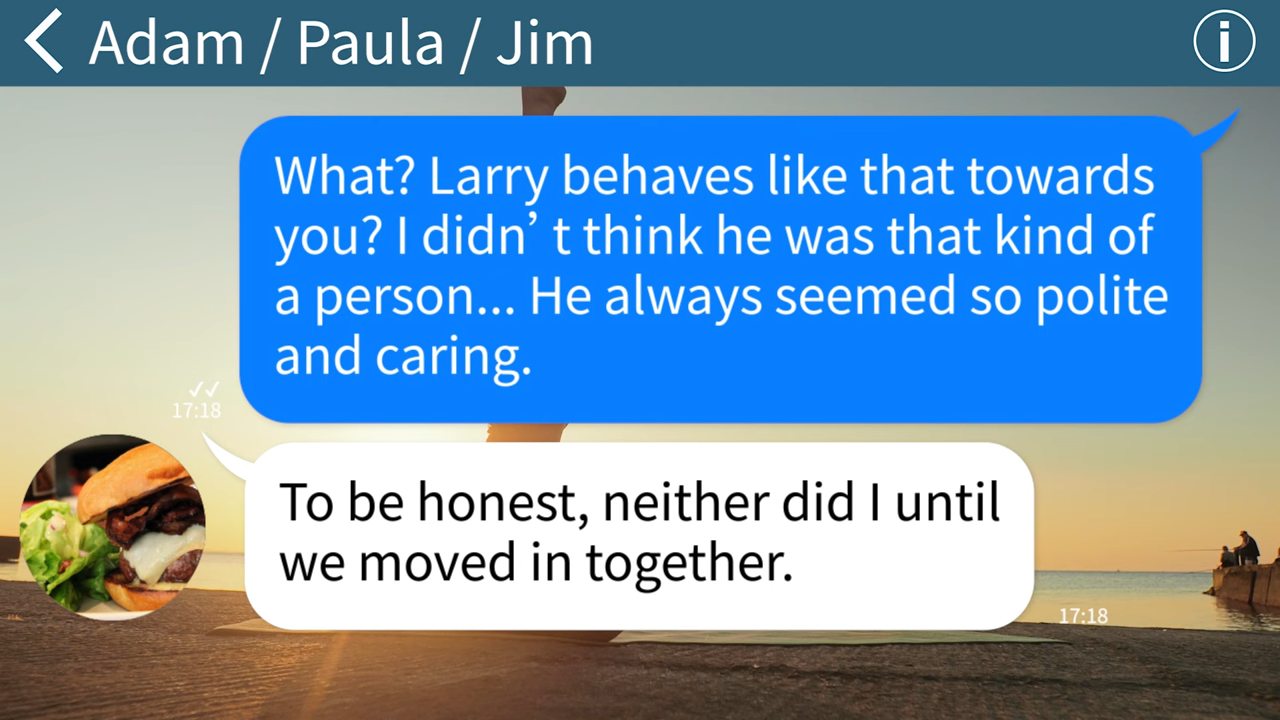 Adam / Paula / Jim
What? Larry behaves like that towards
you? I didn’ t think he was that kind of
a person... He always seemed so polite
and caring.
17:18
To be honest, neither did I until
we moved in together.
17:18